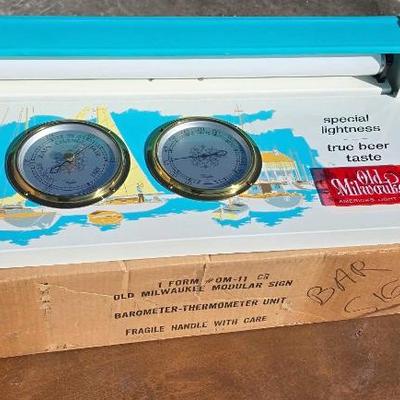 special
lightness
true beer
taste
Old
Milwaukee
AMERICA'S LIGHT
1 FORM #OM-11 CR
OLD MILWAUKEE MODULAR SIGN
BAROMETER-THERMOMETER UNIT
FRAGILE HANDLE WITH CARE
BAR